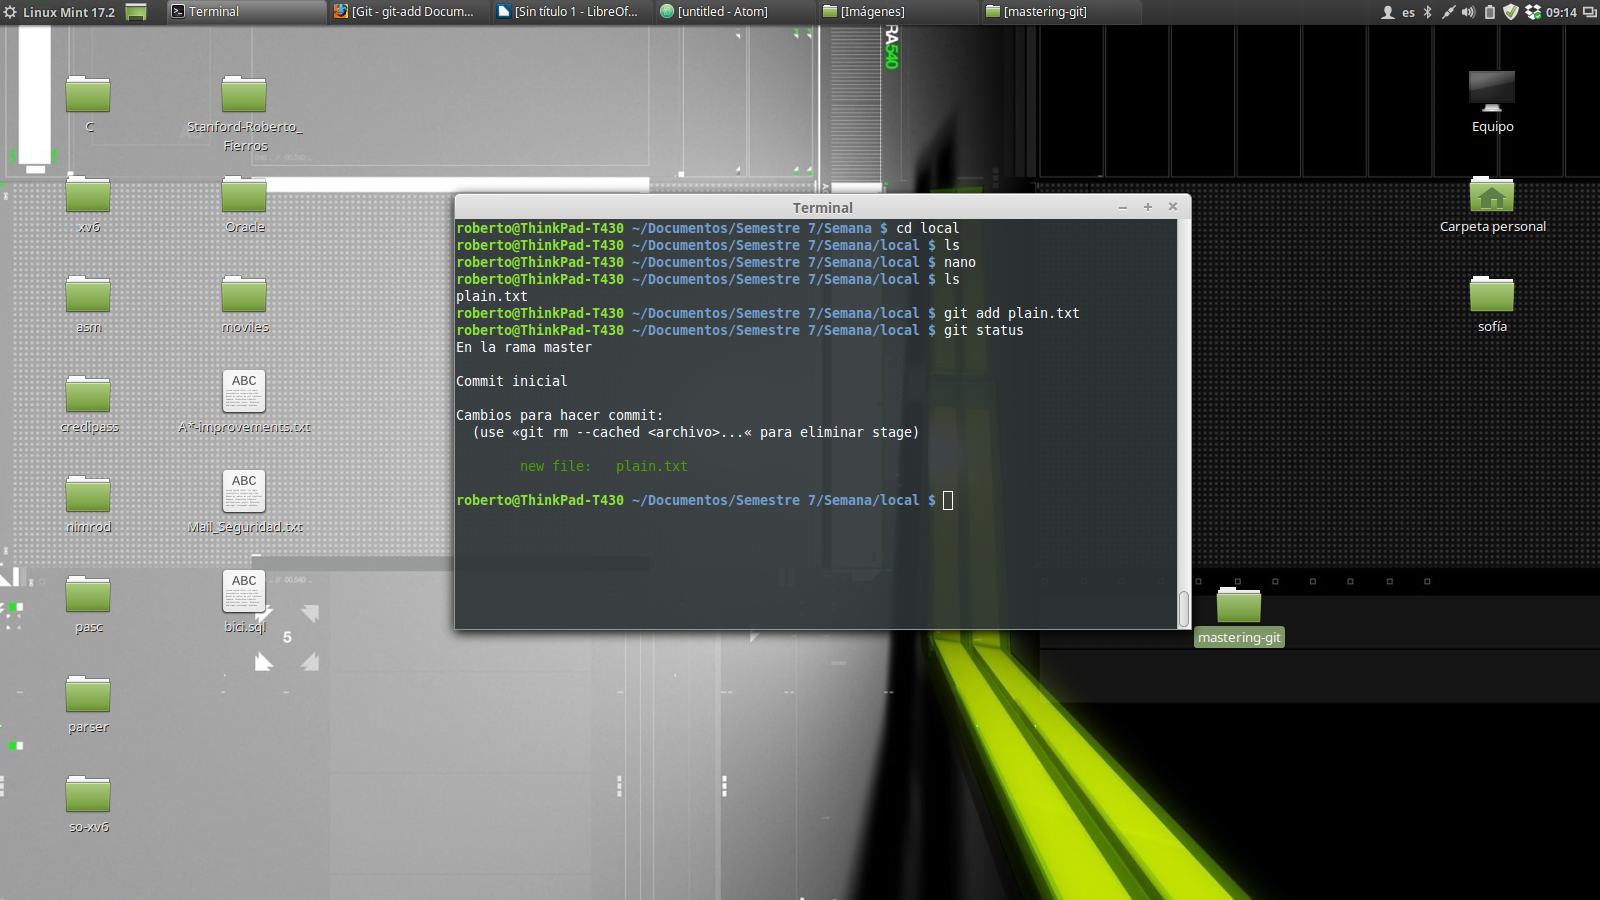 Linux Mint 17.2
Terminal
[Git - git-add Docum...
[Sin título 1 - LibreOf...
[untitled - Atom]
[Imágenes]
[mastering-git]
es
09:14
RA540
C
Stanford-Roberto_
Fierros
xv6
Oracle
asm
moviles
credipass
ABC
A*-improvements.txt
nimrod
ABC
Mail_Seguridad.txt
pasc
ABC
bici.sql
5
parser
so-xv6
Equipo
Carpeta personal
sofía
mastering-git
Terminal
roberto@ThinkPad-T430 ~/Documentos/Semestre 7/Semana $ cd local
roberto@ThinkPad-T430 ~/Documentos/Semestre 7/Semana/local $ ls
roberto@ThinkPad-T430 ~/Documentos/Semestre 7/Semana/local $ nano
roberto@ThinkPad-T430 ~/Documentos/Semestre 7/Semana/local $ ls
plain.txt
roberto@ThinkPad-T430 ~/Documentos/Semestre 7/Semana/local $ git add plain.txt
roberto@ThinkPad-T430 ~/Documentos/Semestre 7/Semana/local $ git status
En la rama master
Commit inicial
Cambios para hacer commit:
(use «git rm --cached <archivo>...« para eliminar stage)
new file: plain.txt
roberto@ThinkPad-T430 ~/Documentos/Semestre 7/Semana/local $